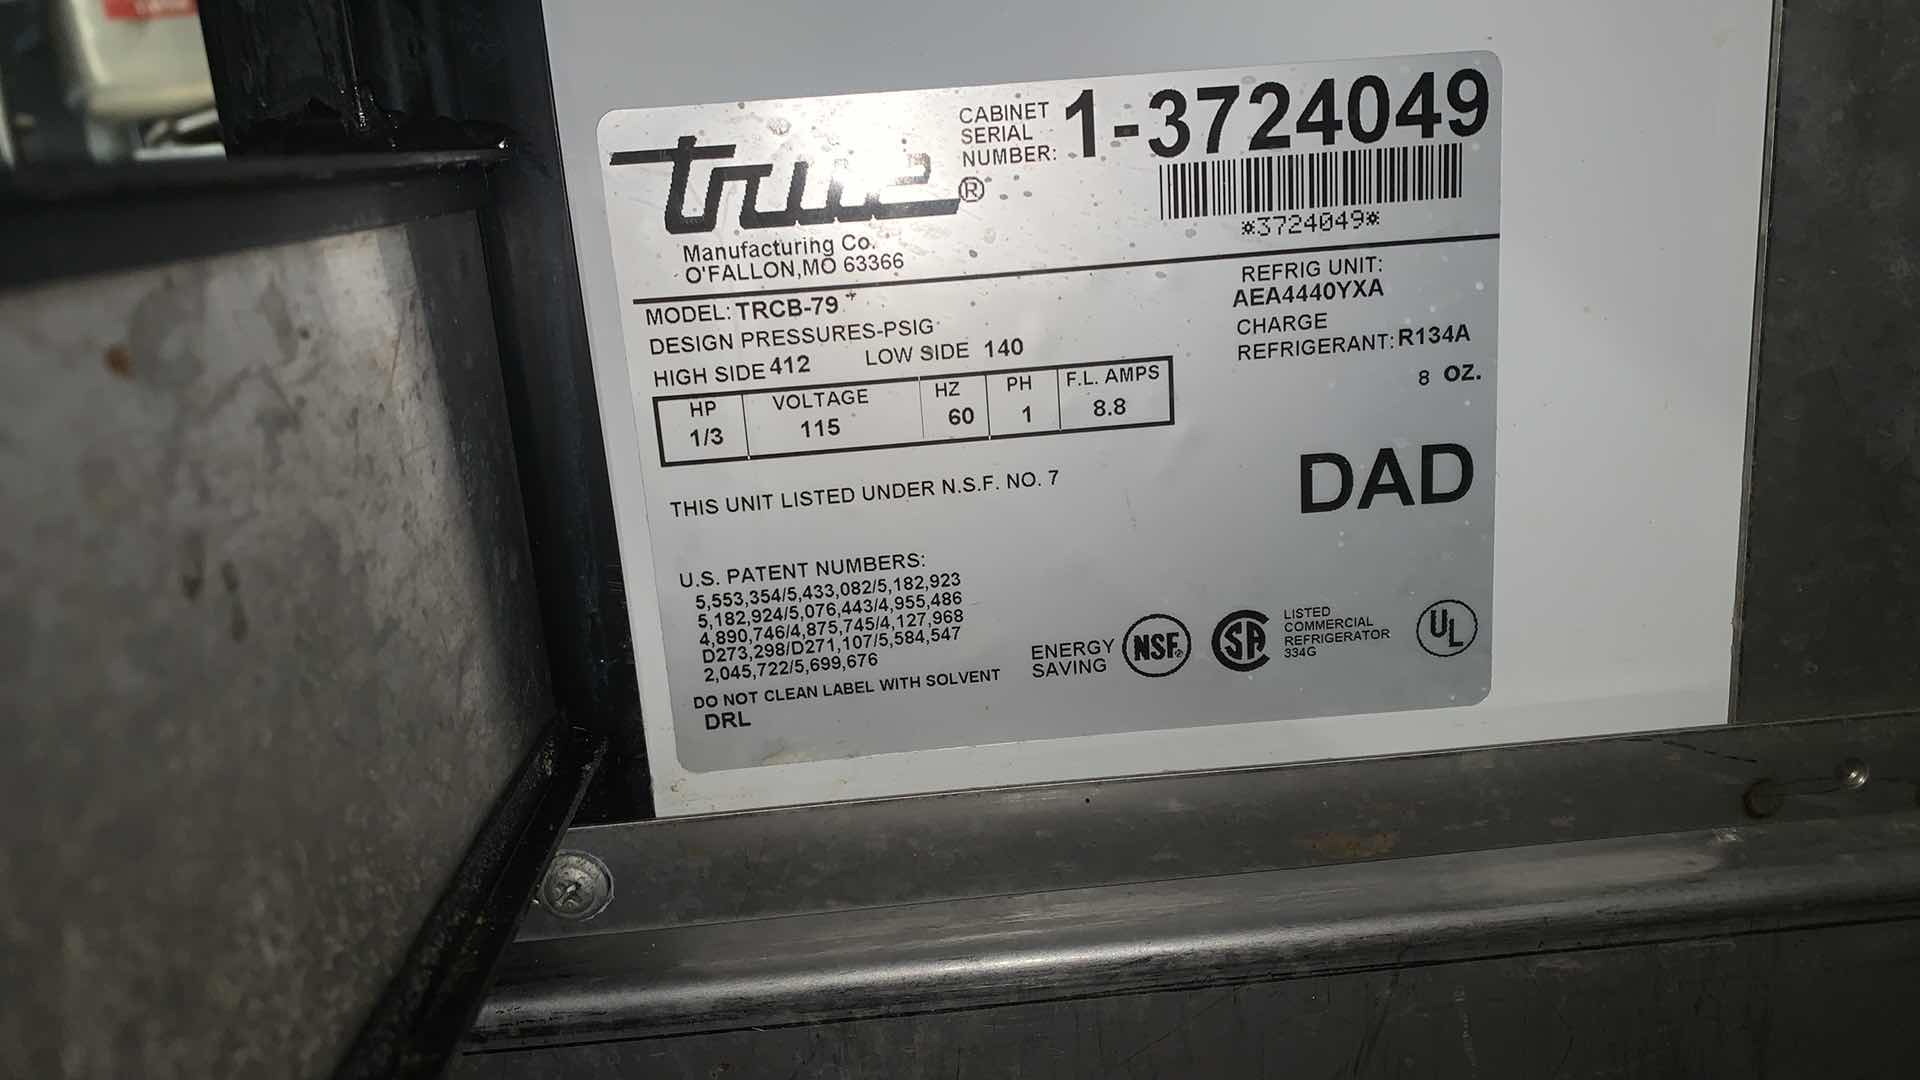 true®
Manufacturing Co.
O'FALLON,MO 63366
CABINET
SERIAL
NUMBER: 1-3724049
*3724049*
MODEL: TRCB-79
DESIGN PRESSURES-PSIG
HIGH SIDE 412 LOW SIDE 140
REFRIG UNIT:
AEA4440YXA
CHARGE
REFRIGERANT: R134A
8 OZ.
HP VOLTAGE HZ PH F.L. AMPS
1/3 115 60 1 8.8
DAD
THIS UNIT LISTED UNDER N.S.F. NO. 7
U.S. PATENT NUMBERS:
5,553,354/5,433,082/5,182,923
5,182,924/5,076,443/4,955,486
4,890,746/4,875,745/4,127,968
D273,298/D271,107/5,584,547
2,045,722/5,699,676
DO NOT CLEAN LABEL WITH SOLVENT
DRL
ENERGY
SAVING
NSF®
SA
LISTED
COMMERCIAL
REFRIGERATOR
334G
UL